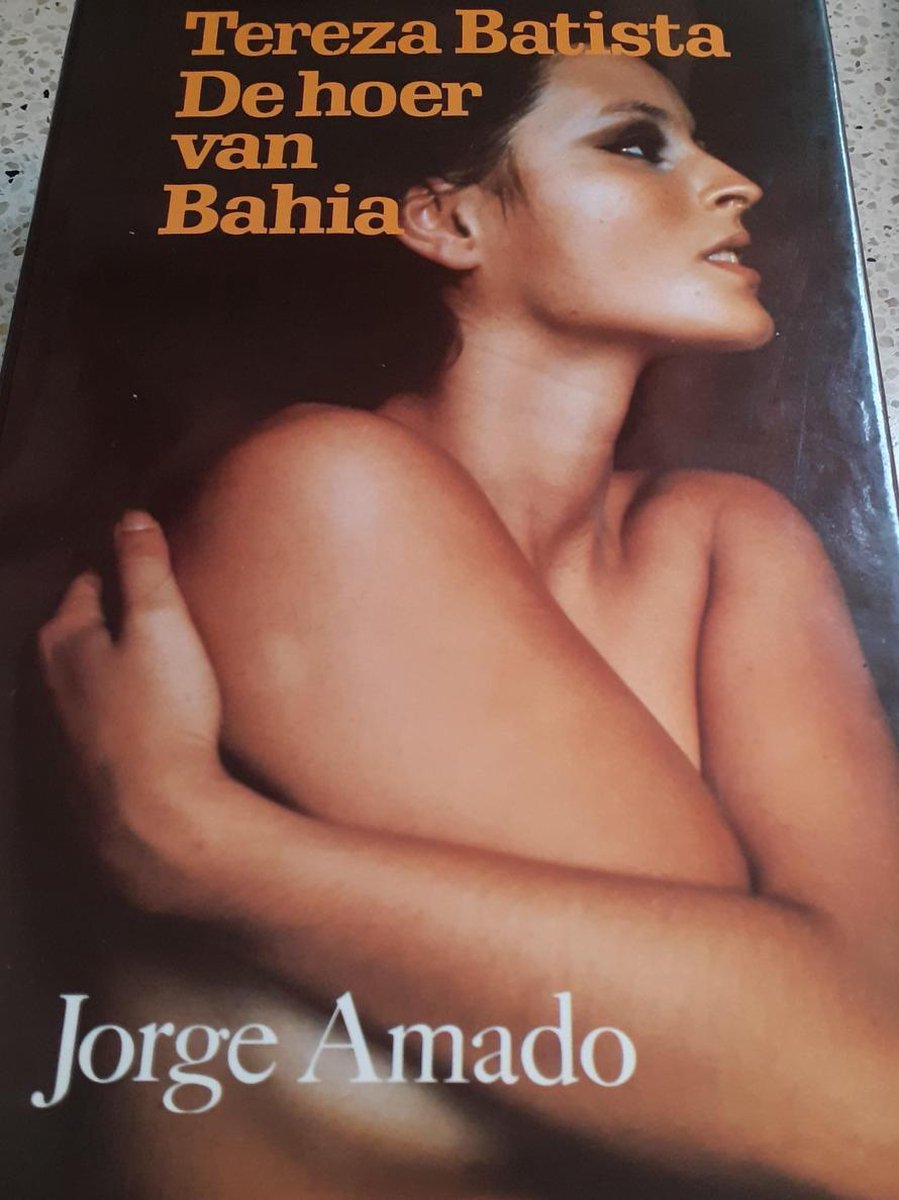 Tereza Batista
De hoer
van
Bahia
Jorge Amado